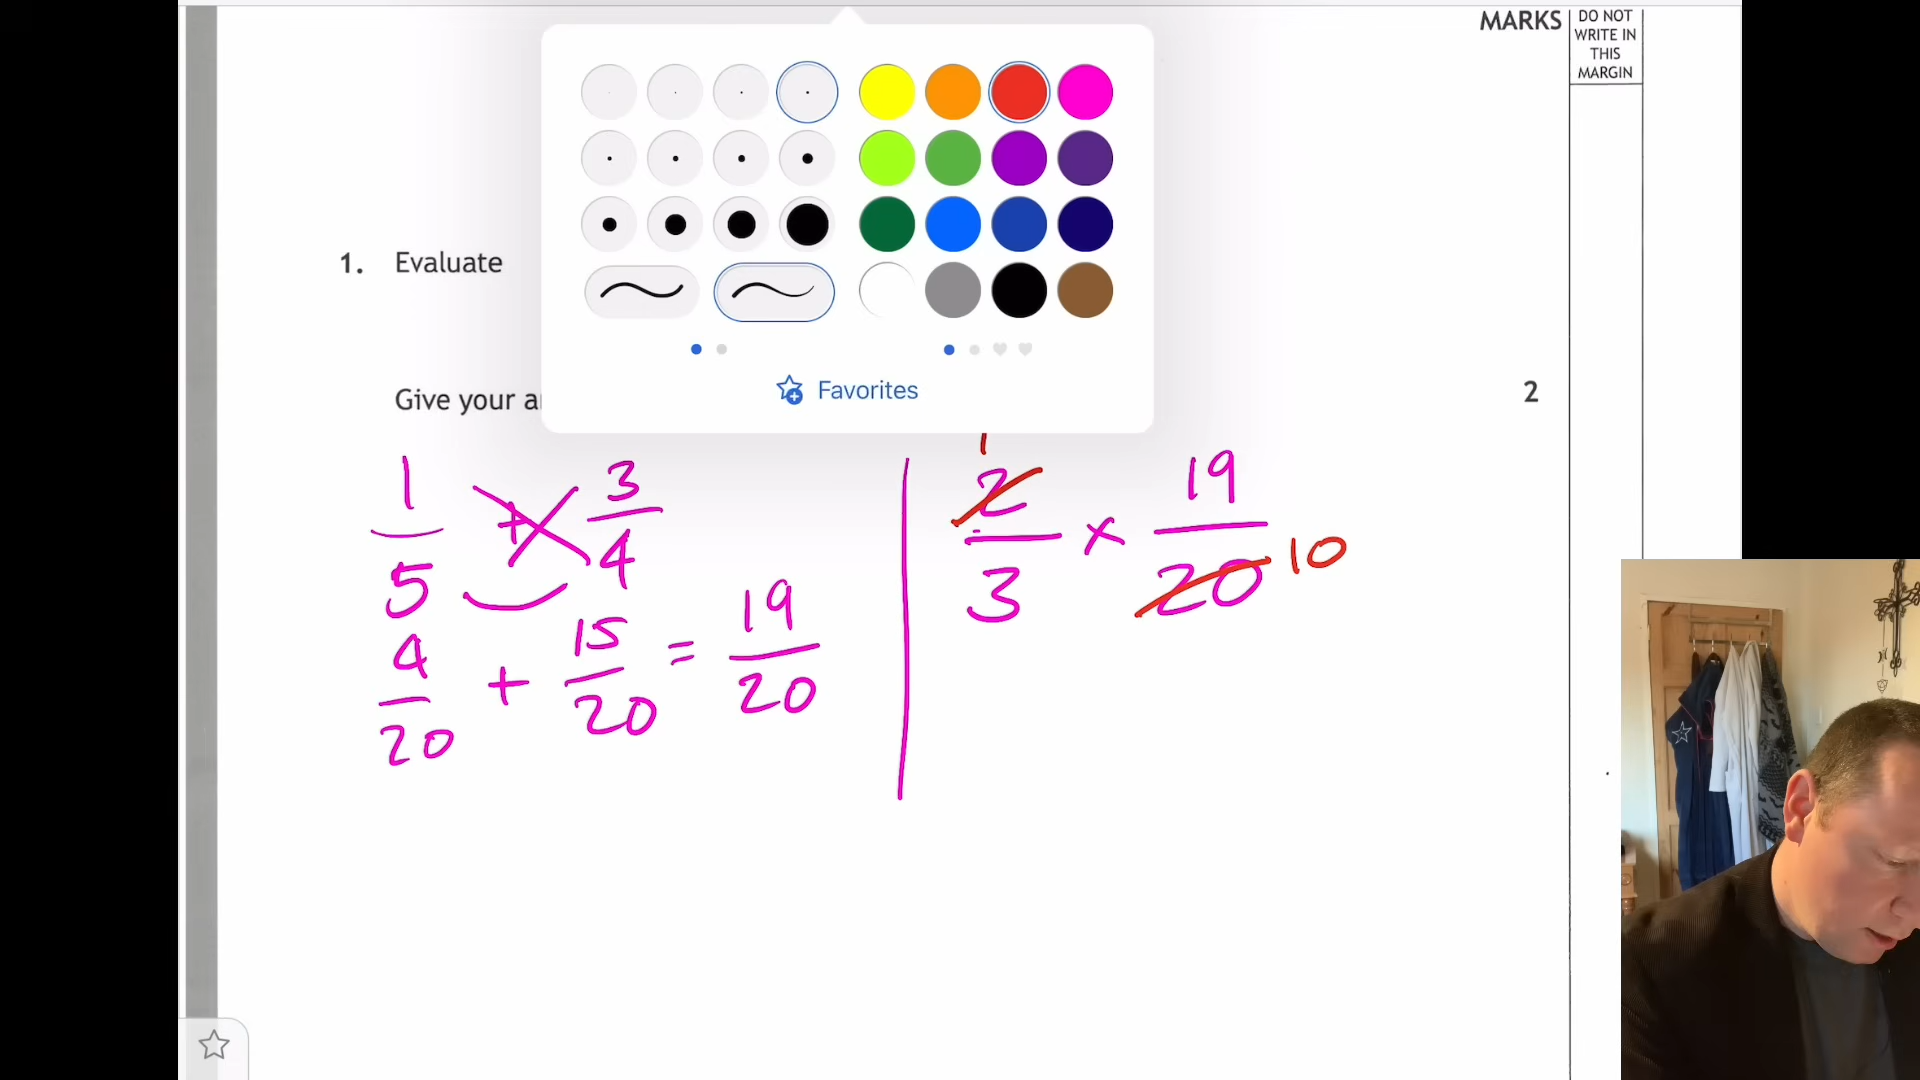 MARKS
DO NOT
WRITE IN
THIS
MARGIN
1. Evaluate
Favorites
Give your a
2
1/5 + 3/4
4/20 + 15/20 = 19/20
1
2/3 × 19/20 10